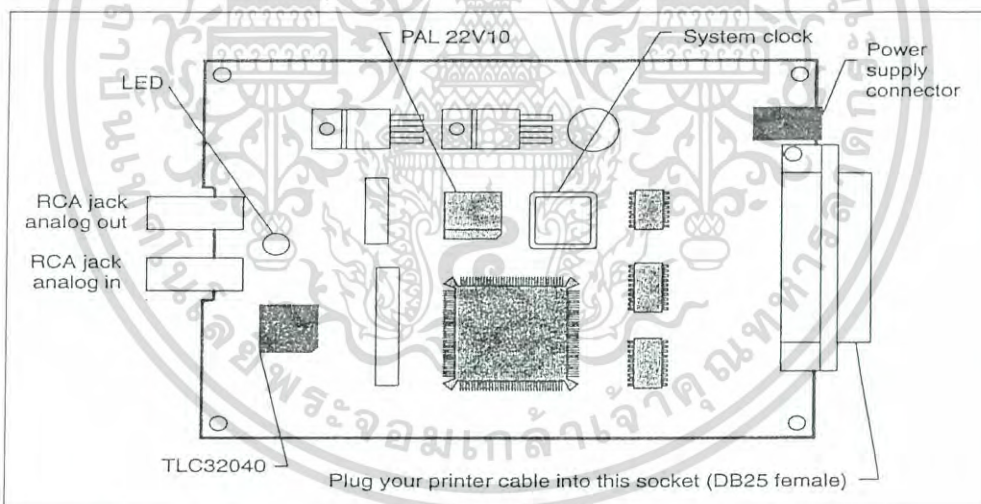 PAL 22V10
System clock
Power
supply
connector
LED
RCA jack
analog out
RCA jack
analog in
TLC32040
Plug your printer cable into this socket (DB25 female)